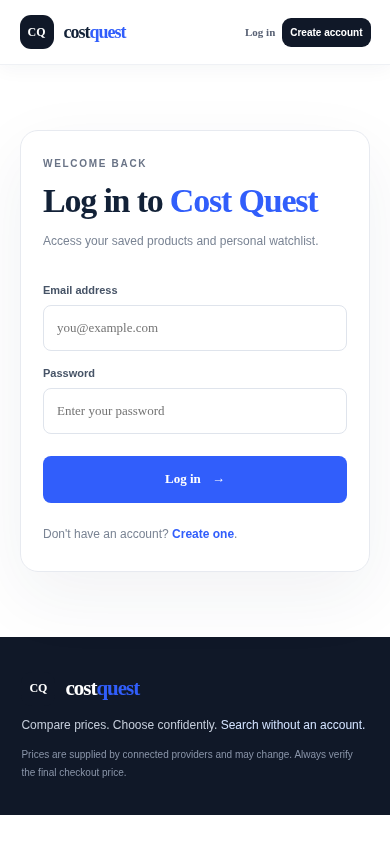 CQ costquest Log in Create account
WELCOME BACK
Log in to Cost Quest
Access your saved products and personal watchlist.
Email address
you@example.com
Password
Enter your password
Log in →
Don't have an account? Create one.
CQ costquest
Compare prices. Choose confidently. Search without an account.
Prices are supplied by connected providers and may change. Always verify
the final checkout price.